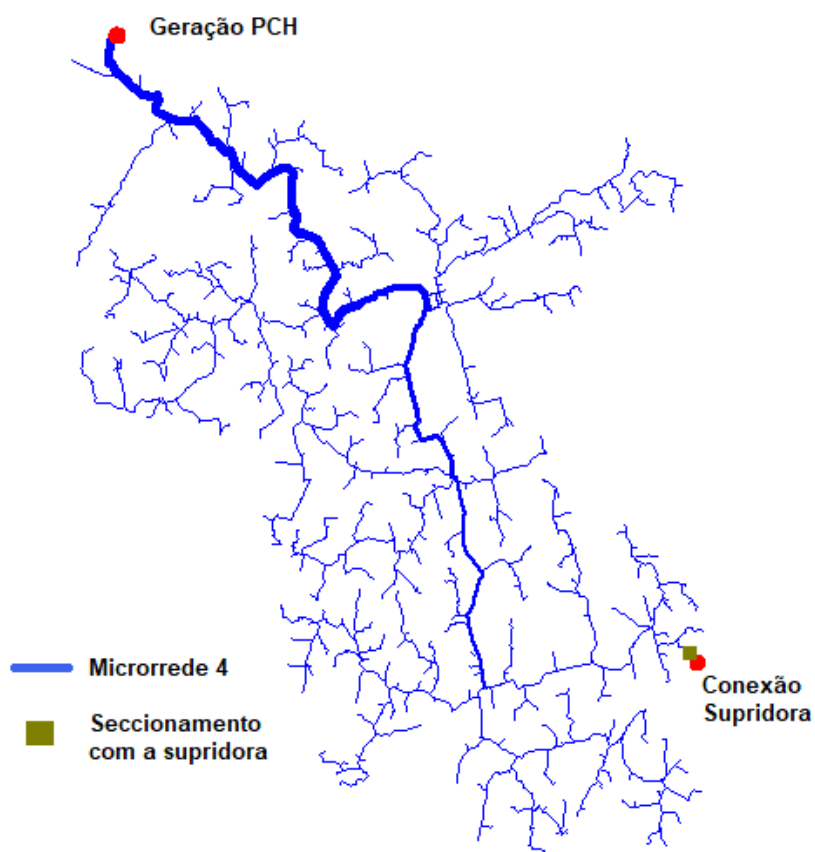 Geração PCH
Microrrede 4
Seccionamento
com a supridora
Conexão
Supridora